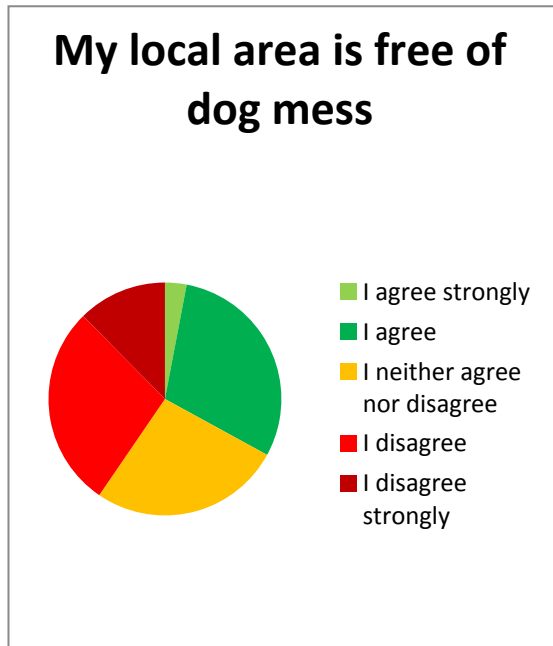 My local area is free of
dog mess
I agree strongly
I agree
I neither agree
nor disagree
I disagree
I disagree
strongly